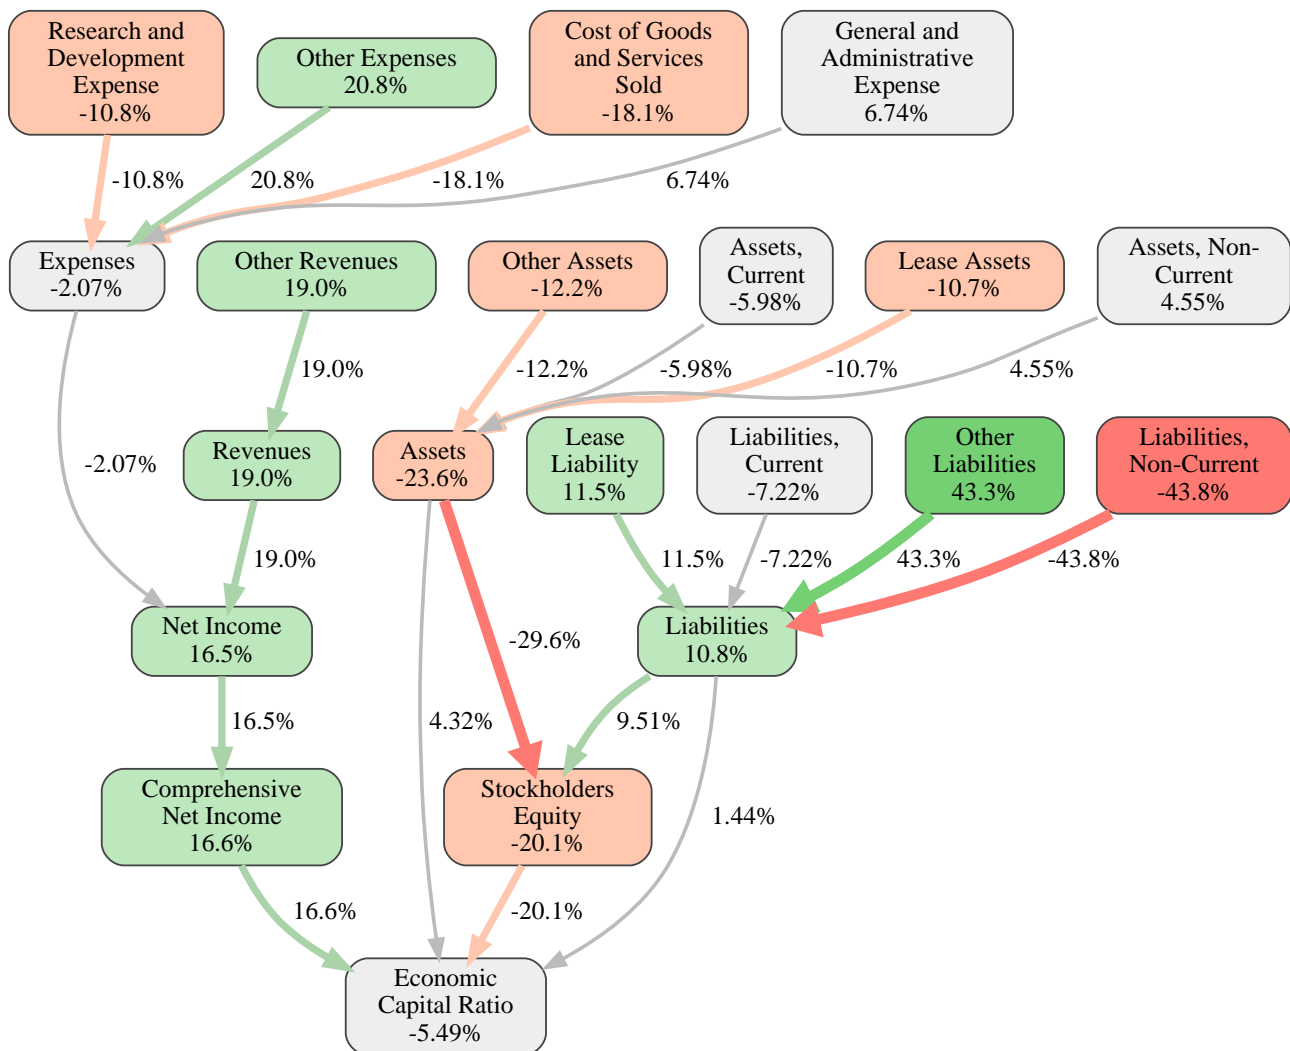 Research and
Development
Expense
-10.8%
Other Expenses
20.8%
Cost of Goods
and Services
Sold
-18.1%
General and
Administrative
Expense
6.74%
-10.8%
20.8%
-18.1%
6.74%
Expenses
-2.07%
Other Revenues
19.0%
Other Assets
-12.2%
Assets,
Current
-5.98%
Lease Assets
-10.7%
Assets, Non-
Current
4.55%
19.0%
-12.2%
-5.98%
-10.7%
4.55%
-2.07%
Revenues
19.0%
Assets
-23.6%
Lease
Liability
11.5%
Liabilities,
Current
-7.22%
Other
Liabilities
43.3%
Liabilities,
Non-Current
-43.8%
19.0%
11.5%
-7.22%
43.3%
-43.8%
Net Income
16.5%
-29.6%
Liabilities
10.8%
16.5%
4.32%
9.51%
Comprehensive
Net Income
16.6%
Stockholders
Equity
-20.1%
1.44%
16.6%
-20.1%
Economic
Capital Ratio
-5.49%